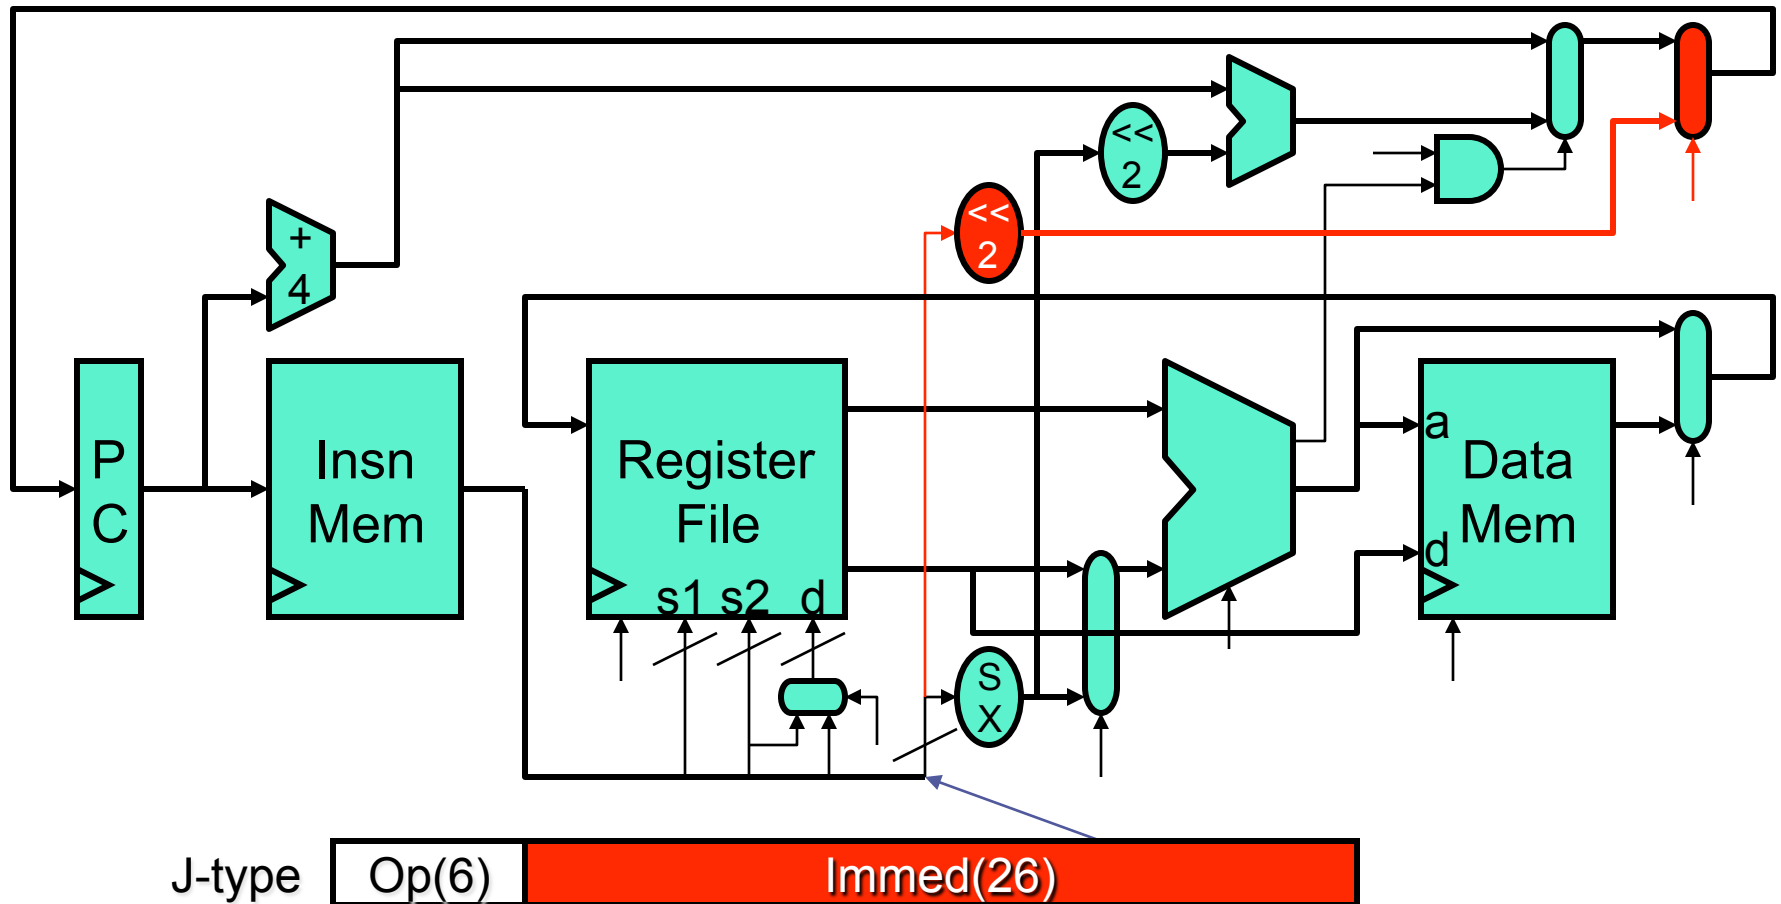 <<
2
<<
2
+
4
P
C
Insn
Mem
Register
File
s1 s2 d
a
d
Data
Mem
S
X
J-type Op(6) Immed(26)